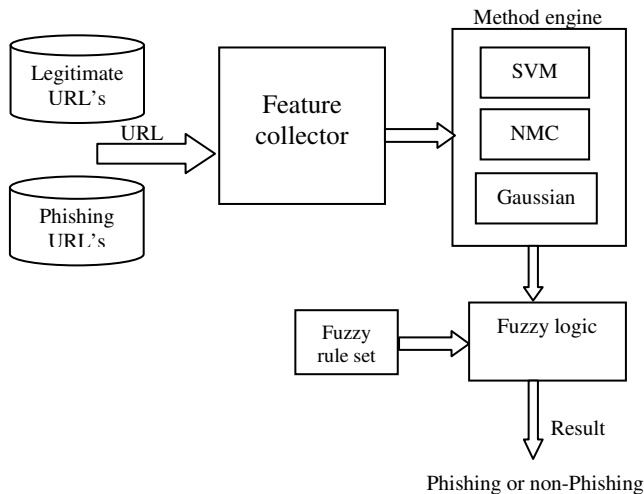 Method engine
Legitimate
URL's
SVM
Feature
collector
URL
NMC
Phishing
URL's
Gaussian
Fuzzy
rule set
Fuzzy logic
Result
Phishing or non-Phishing